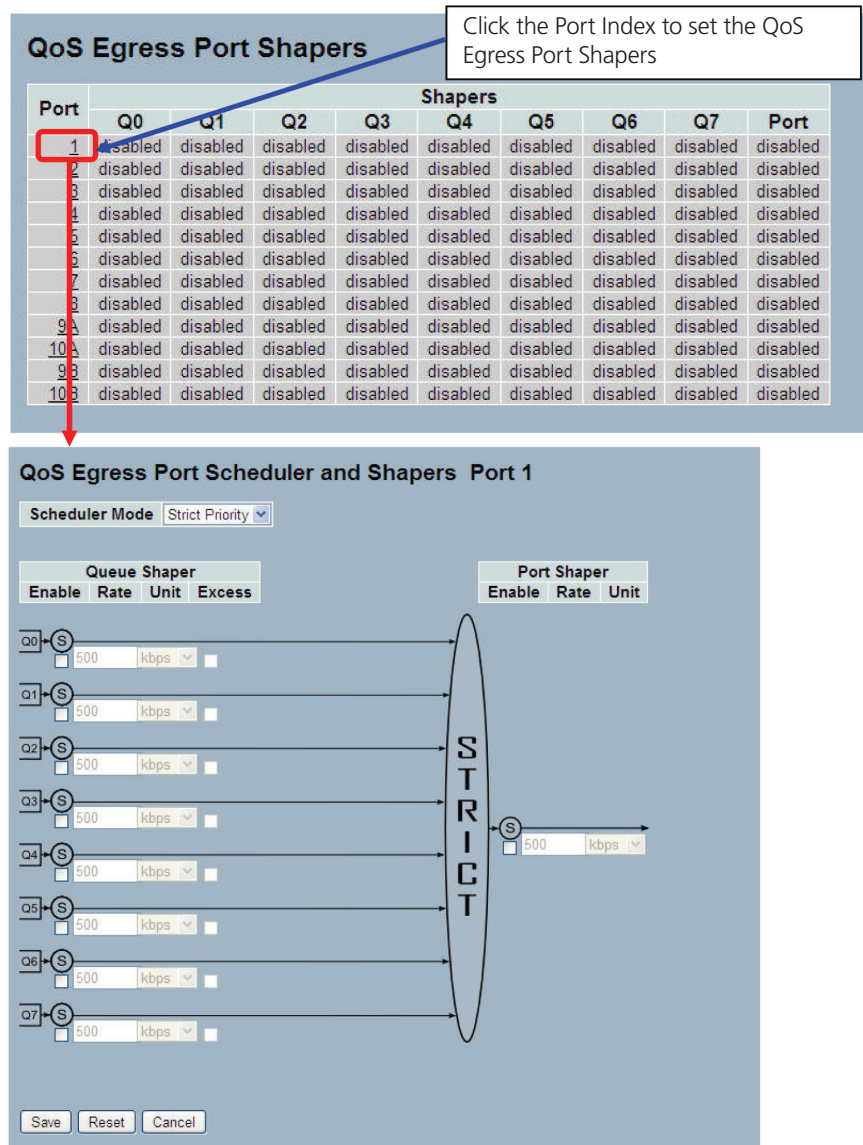 Click the Port Index to set the QoS
Egress Port Shapers
QoS Egress Port Shapers
Port Shapers
Q0 Q1 Q2 Q3 Q4 Q5 Q6 Q7 Port
1 disabled disabled disabled disabled disabled disabled disabled disabled disabled
2 disabled disabled disabled disabled disabled disabled disabled disabled disabled
3 disabled disabled disabled disabled disabled disabled disabled disabled disabled
4 disabled disabled disabled disabled disabled disabled disabled disabled disabled
5 disabled disabled disabled disabled disabled disabled disabled disabled disabled
6 disabled disabled disabled disabled disabled disabled disabled disabled disabled
7 disabled disabled disabled disabled disabled disabled disabled disabled disabled
8 disabled disabled disabled disabled disabled disabled disabled disabled disabled
9A disabled disabled disabled disabled disabled disabled disabled disabled disabled
10A disabled disabled disabled disabled disabled disabled disabled disabled disabled
9B disabled disabled disabled disabled disabled disabled disabled disabled disabled
10B disabled disabled disabled disabled disabled disabled disabled disabled disabled
QoS Egress Port Scheduler and Shapers Port 1
Scheduler Mode Strict Priority
Queue Shaper Port Shaper
Enable Rate Unit Excess Enable Rate Unit
Q0 S
500 kbps
Q1 S
500 kbps
Q2 S
500 kbps
Q3 S
500 kbps
Q4 S
500 kbps
Q5 S
500 kbps
Q6 S
500 kbps
Q7 S
500 kbps
STRICT
S
500 kbps
Save Reset Cancel